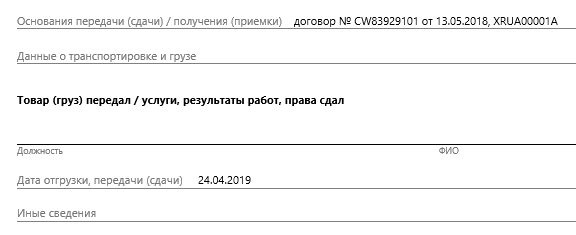 Основания передачи (сдачи) / получения (приемки) договор № CW83929101 от 13.05.2018, XRUA00001A
Данные о транспортировке и грузе
Товар (груз) передал / услуги, результаты работ, права сдал
Должность ФИО
Дата отгрузки, передачи (сдачи) 24.04.2019
Иные сведения